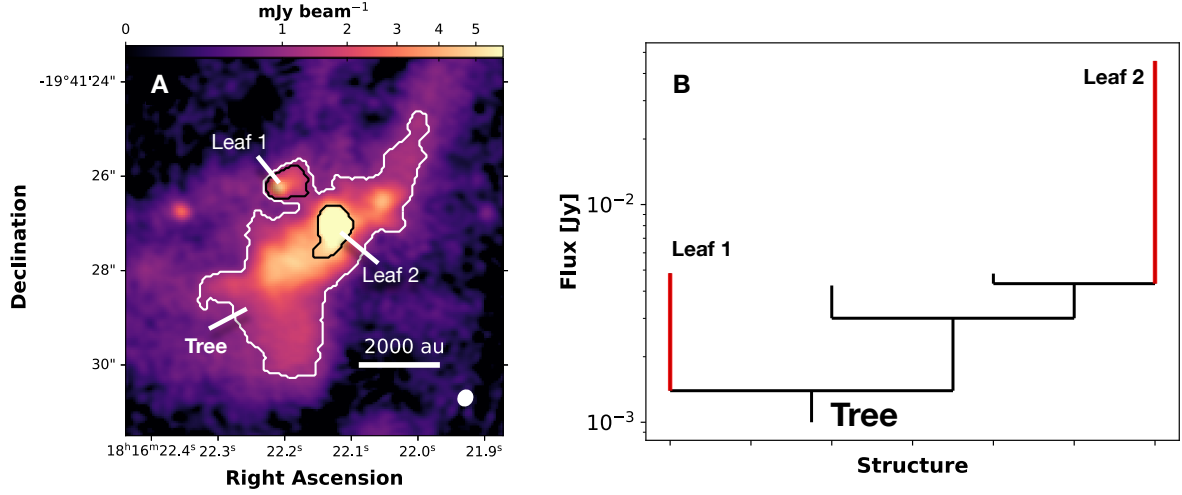 mJy beam⁻¹
0 1 2 3 4 5
A
-19°41'24"
26"
28"
30"
Declination
Leaf 1
Leaf 2
Tree
2000 au
18ʰ16ᵐ22.4ˢ 22.3ˢ 22.2ˢ 22.1ˢ 22.0ˢ 21.9ˢ
Right Ascension
B
Leaf 2
Leaf 1
Tree
10⁻²
10⁻³
Flux [Jy]
Structure